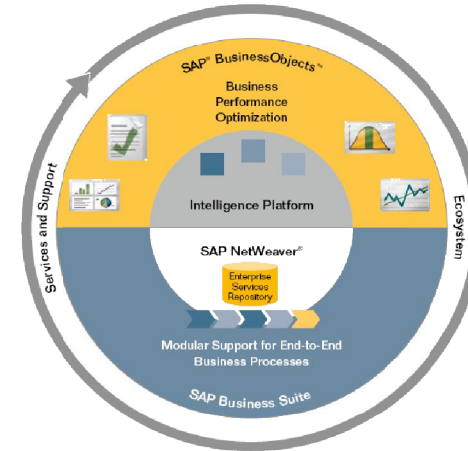 SAP® BusinessObjects™
Business
Performance
Optimization
Services and Support
Ecosystem
Intelligence Platform
SAP NetWeaver®
Enterprise
Services
Repository
Modular Support for End-to-End
Business Processes
SAP Business Suite